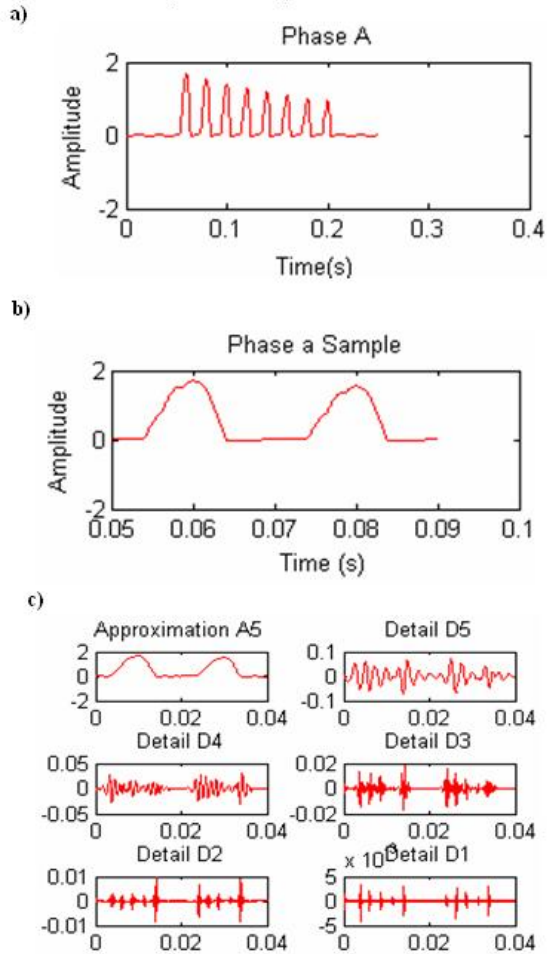 a)
Phase A
2
0
-2
Amplitude
0 0.1 0.2 0.3 0.4
Time(s)
b)
Phase a Sample
2
0
-2
Amplitude
0.05 0.06 0.07 0.08 0.09 0.1
Time (s)
c)
Approximation A5
2
0
-2
0 0.02 0.04
Detail D5
0.1
0
-0.1
0 0.02 0.04
Detail D4
0.05
0
-0.05
0 0.02 0.04
Detail D3
0.02
0
-0.02
0 0.02 0.04
Detail D2
0.01
0
-0.01
0 0.02 0.04
x 10 Detail D1
5
0
-5
0 0.02 0.04